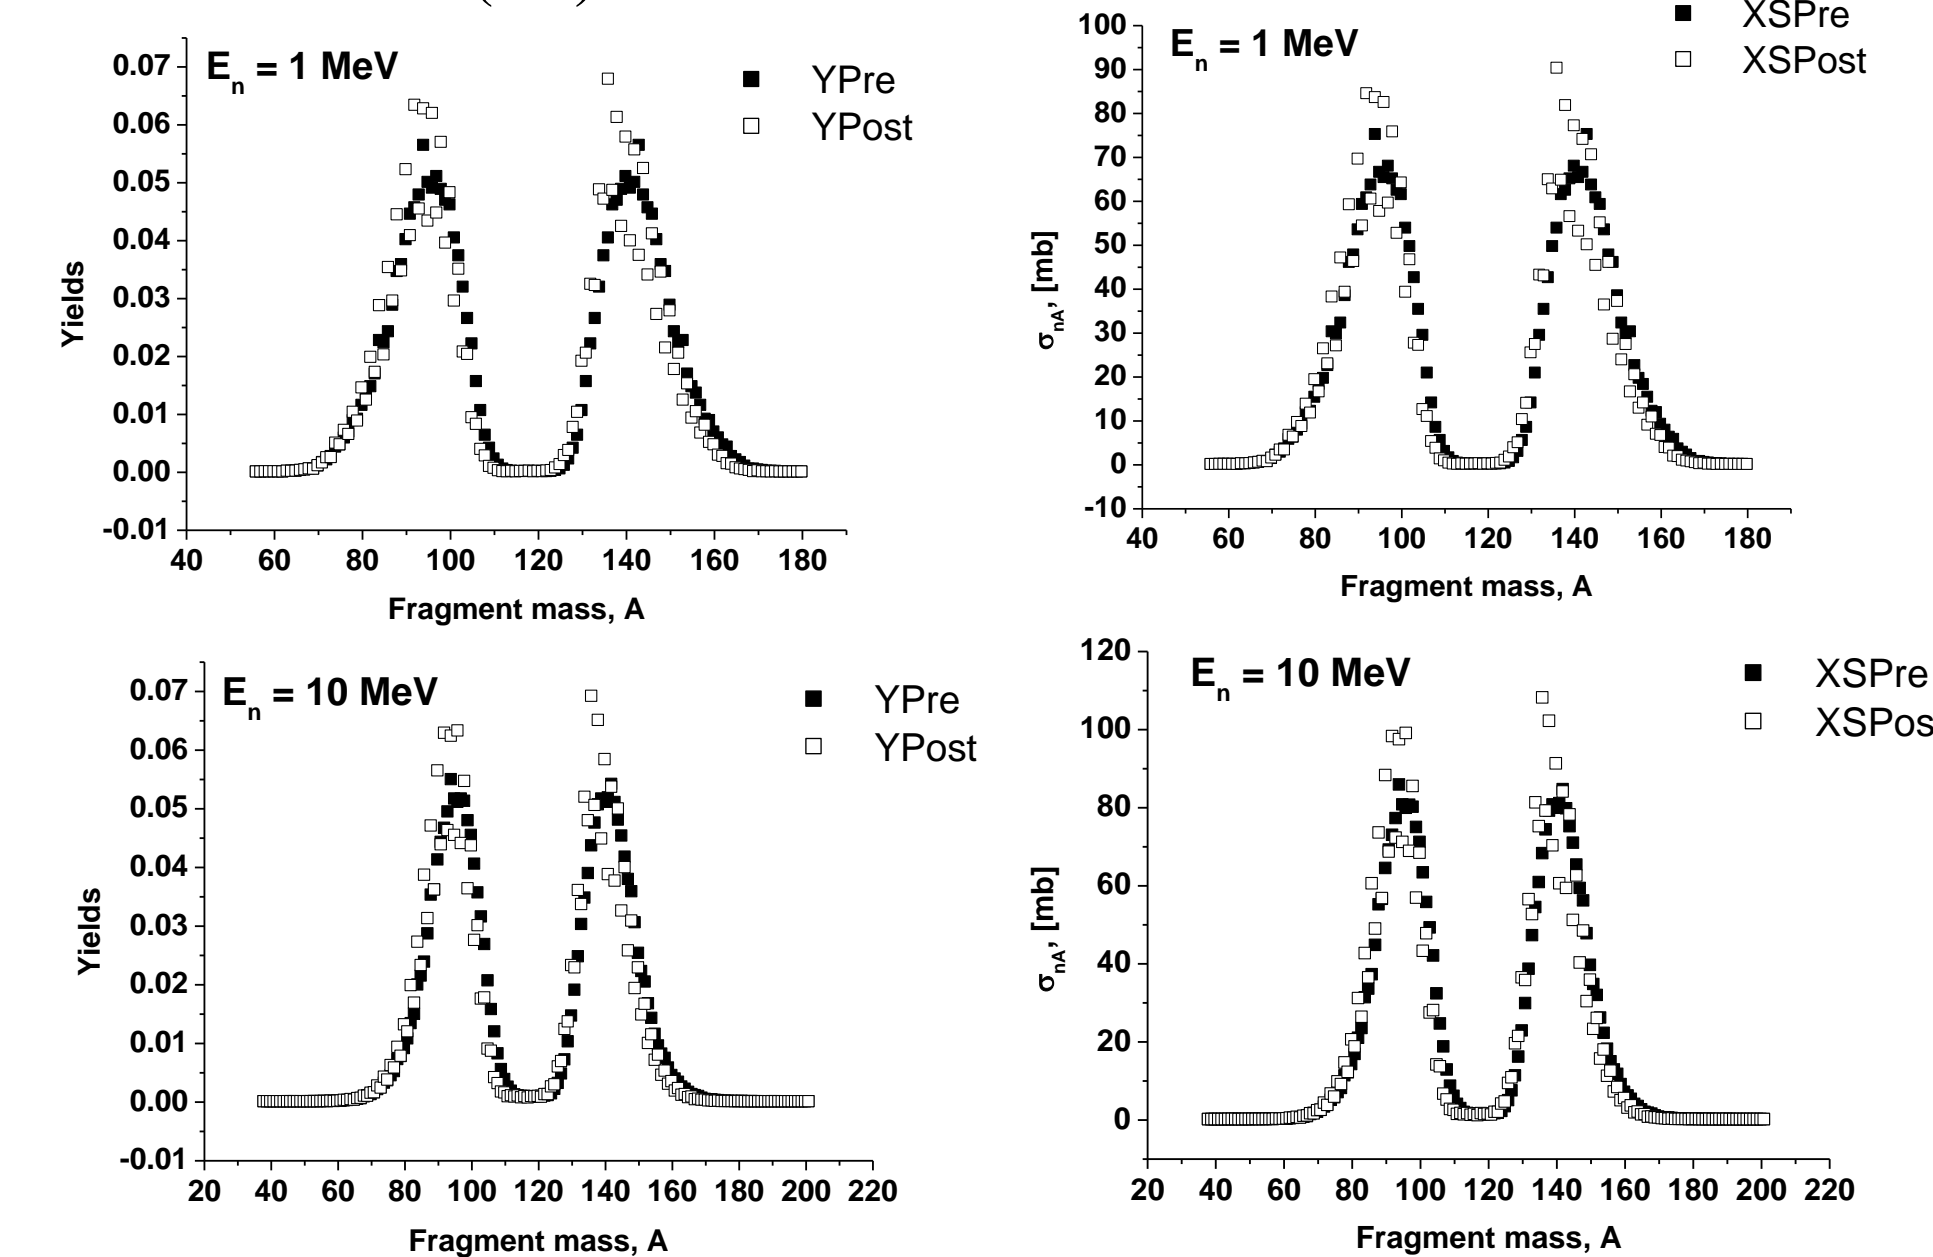 E_n = 1 MeV
YPre
YPost
0.07
0.06
0.05
0.04
0.03
0.02
0.01
0.00
-0.01
Yields
40 60 80 100 120 140 160 180
Fragment mass, A
E_n = 1 MeV
XSPre
XSPost
100
90
80
70
60
50
40
30
20
10
0
-10
σ_nA, [mb]
40 60 80 100 120 140 160 180
Fragment mass, A
E_n = 10 MeV
YPre
YPost
0.07
0.06
0.05
0.04
0.03
0.02
0.01
0.00
-0.01
Yields
20 40 60 80 100 120 140 160 180 200 220
Fragment mass, A
E_n = 10 MeV
XSPre
XSPos
120
100
80
60
40
20
0
σ_nA, [mb]
20 40 60 80 100 120 140 160 180 200 220
Fragment mass, A